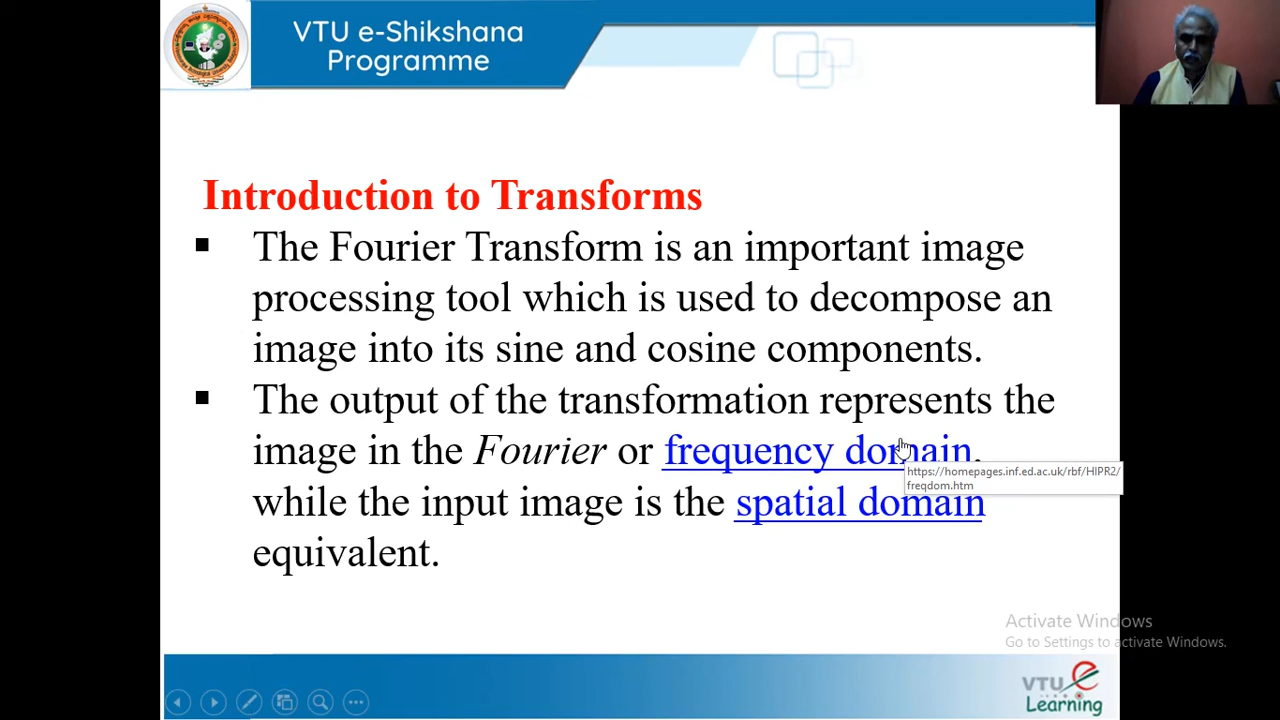 VTU e-Shikshana
Programme
Introduction to Transforms
▪ The Fourier Transform is an important image
processing tool which is used to decompose an
image into its sine and cosine components.
▪ The output of the transformation represents the
image in the Fourier or frequency domain,
https://homepages.inf.ed.ac.uk/rbf/HIPR2/
freqdom.htm
while the input image is the spatial domain
equivalent.
Activate Windows
Go to Settings to activate Windows.
VTU e
Learning